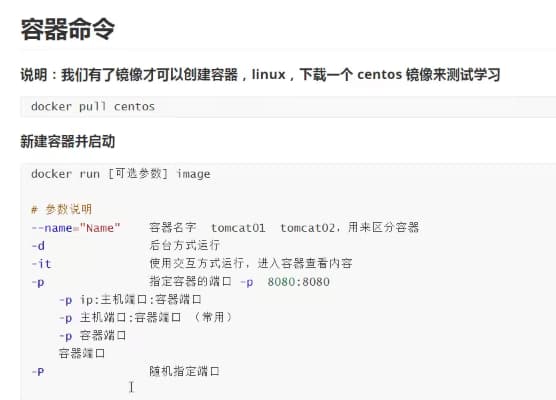 容器命令
说明：我们有了镜像才可以创建容器，linux，下载一个 centos 镜像来测试学习
docker pull centos
新建容器并启动
docker run [可选参数] image
# 参数说明
--name="Name" 容器名字 tomcat01 tomcat02，用来区分容器
-d 后台方式运行
-it 使用交互方式运行，进入容器查看内容
-p 指定容器的端口 -p 8080:8080
-p ip:主机端口:容器端口
-p 主机端口:容器端口 （常用）
-p 容器端口
容器端口
-P 随机指定端口